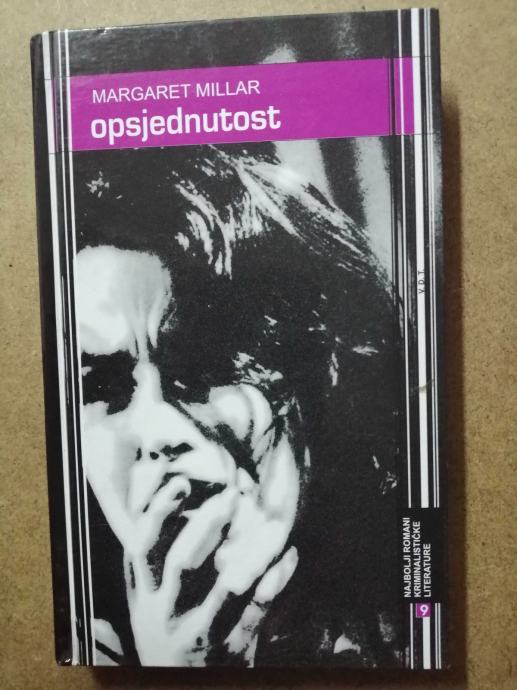 MARGARET MILLAR
opsjednutost
V. D. T.
NAJBOLJI ROMANI
KRIMINALISTIČKE
LITERATURE
9